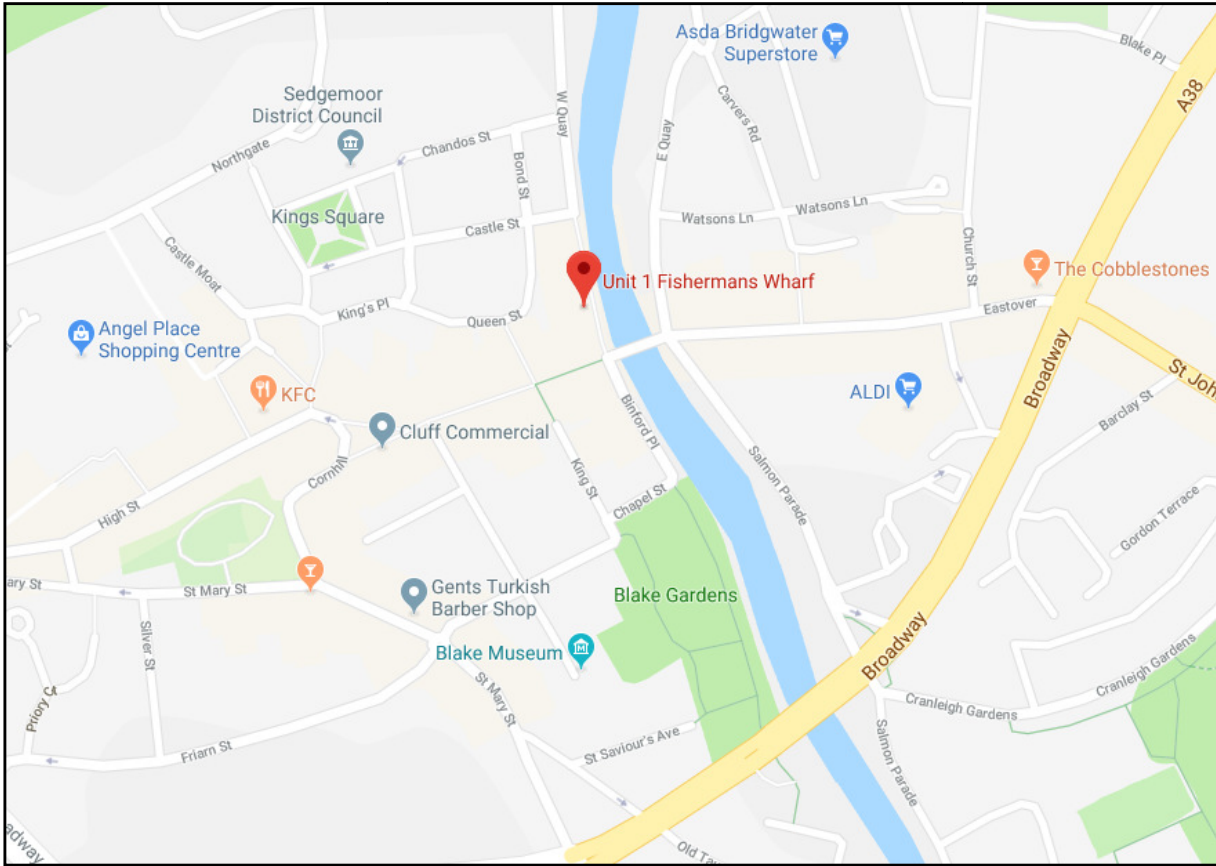 Asda Bridgwater
Superstore
Blake Pl
A38
Sedgemoor
District Council
W Quay
E Quay
Carvers Rd
Northgate
Chandos St
Bond St
Kings Square
Castle St
Watsons Ln
Watsons Ln
Church St
Castle Moat
The Cobblestones
Unit 1 Fishermans Wharf
King's Pl
Queen St
Eastover
Angel Place
Shopping Centre
Broadway
St Joh
KFC
ALDI
Binford Pl
Barclay St
Cluff Commercial
Cornhill
King St
Salmon Parade
High St
Chapel St
Gordon Terrace
ary St
St Mary St
Gents Turkish
Barber Shop
Blake Gardens
Silver St
Blake Museum
Broadway
Priory Ct
St Mary St
Cranleigh Gardens
Cranleigh Gardens
Friarn St
St Saviour's Ave
Salmon Parade
oadway
Old Tav